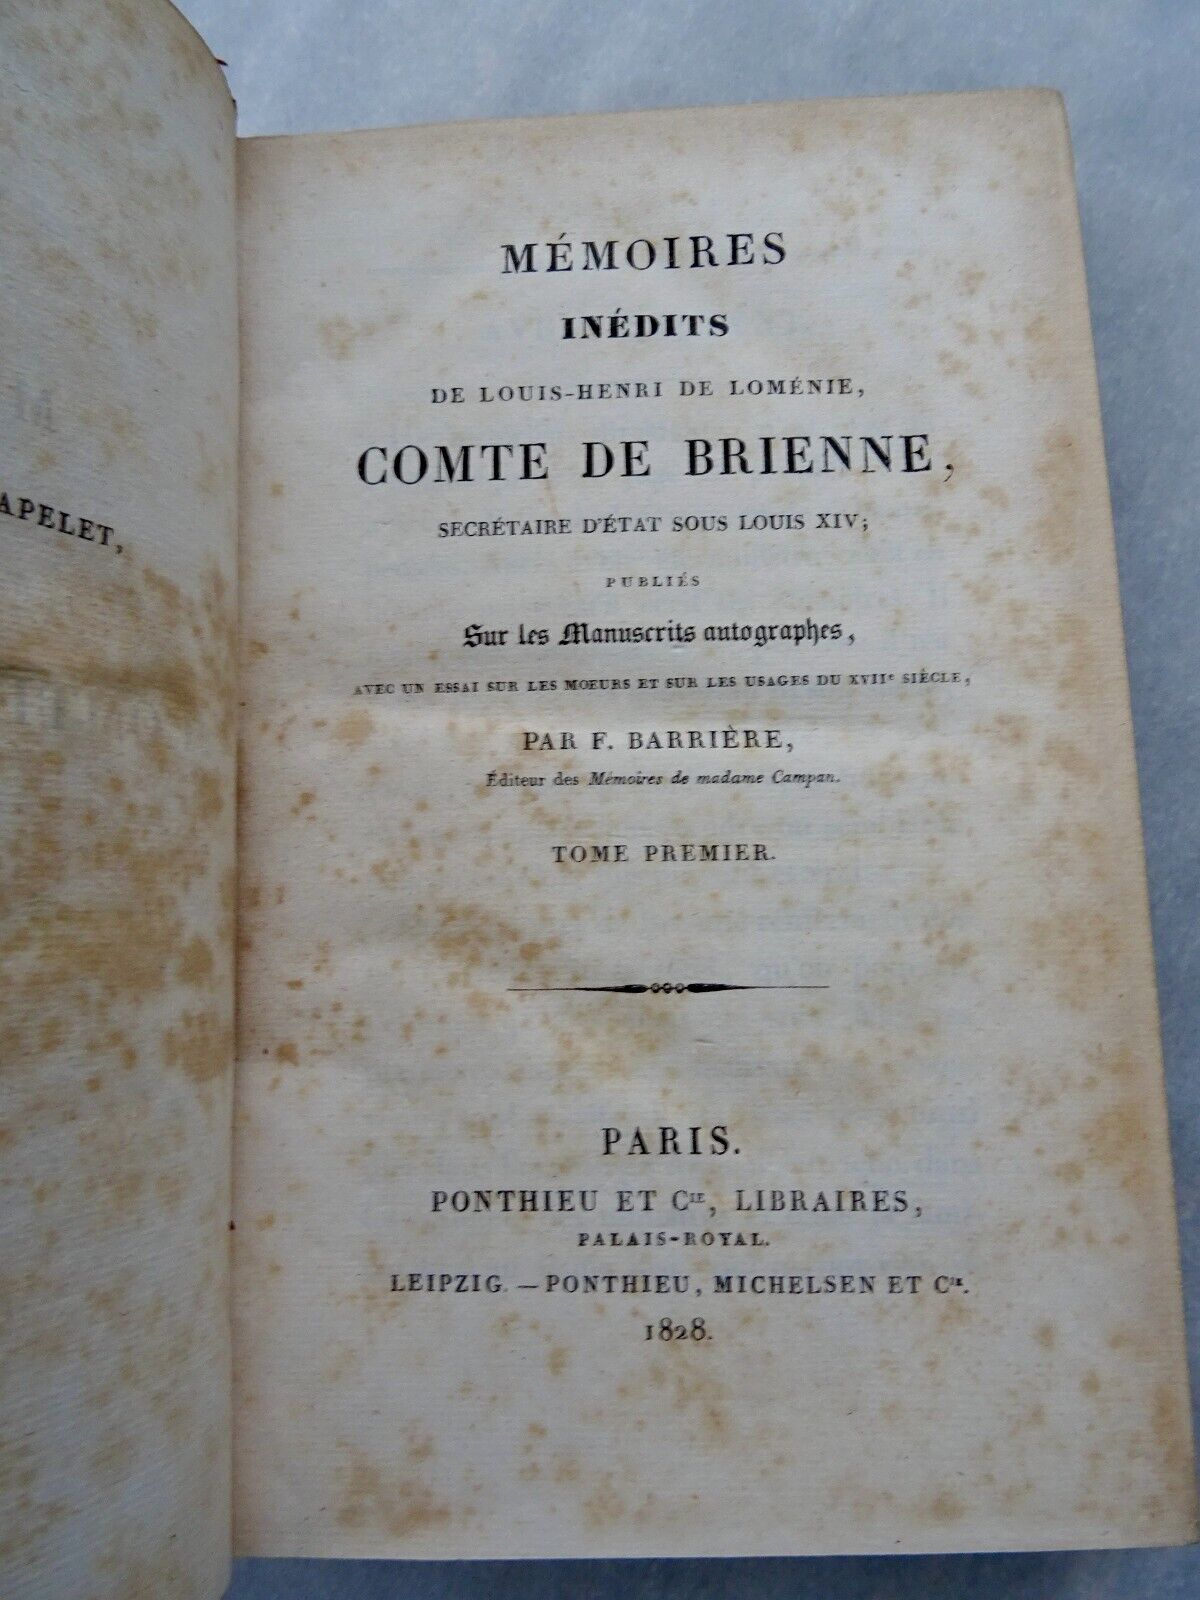 APELET,
MÉMOIRES
INÉDITS
DE LOUIS-HENRI DE LOMÉNIE,
COMTE DE BRIENNE,
SECRÉTAIRE D'ÉTAT SOUS LOUIS XIV;
PUBLIÉS
Sur les Manuscrits autographes,
AVEC UN ESSAI SUR LES MOEURS ET SUR LES USAGES DU XVIIe SIÈCLE,
PAR F. BARRIÈRE,
Éditeur des Mémoires de madame Campan.
TOME PREMIER.
PARIS.
PONTHIEU ET CIE, LIBRAIRES,
PALAIS-ROYAL.
LEIPZIG. — PONTHIEU, MICHELSEN ET CIE.
1828.